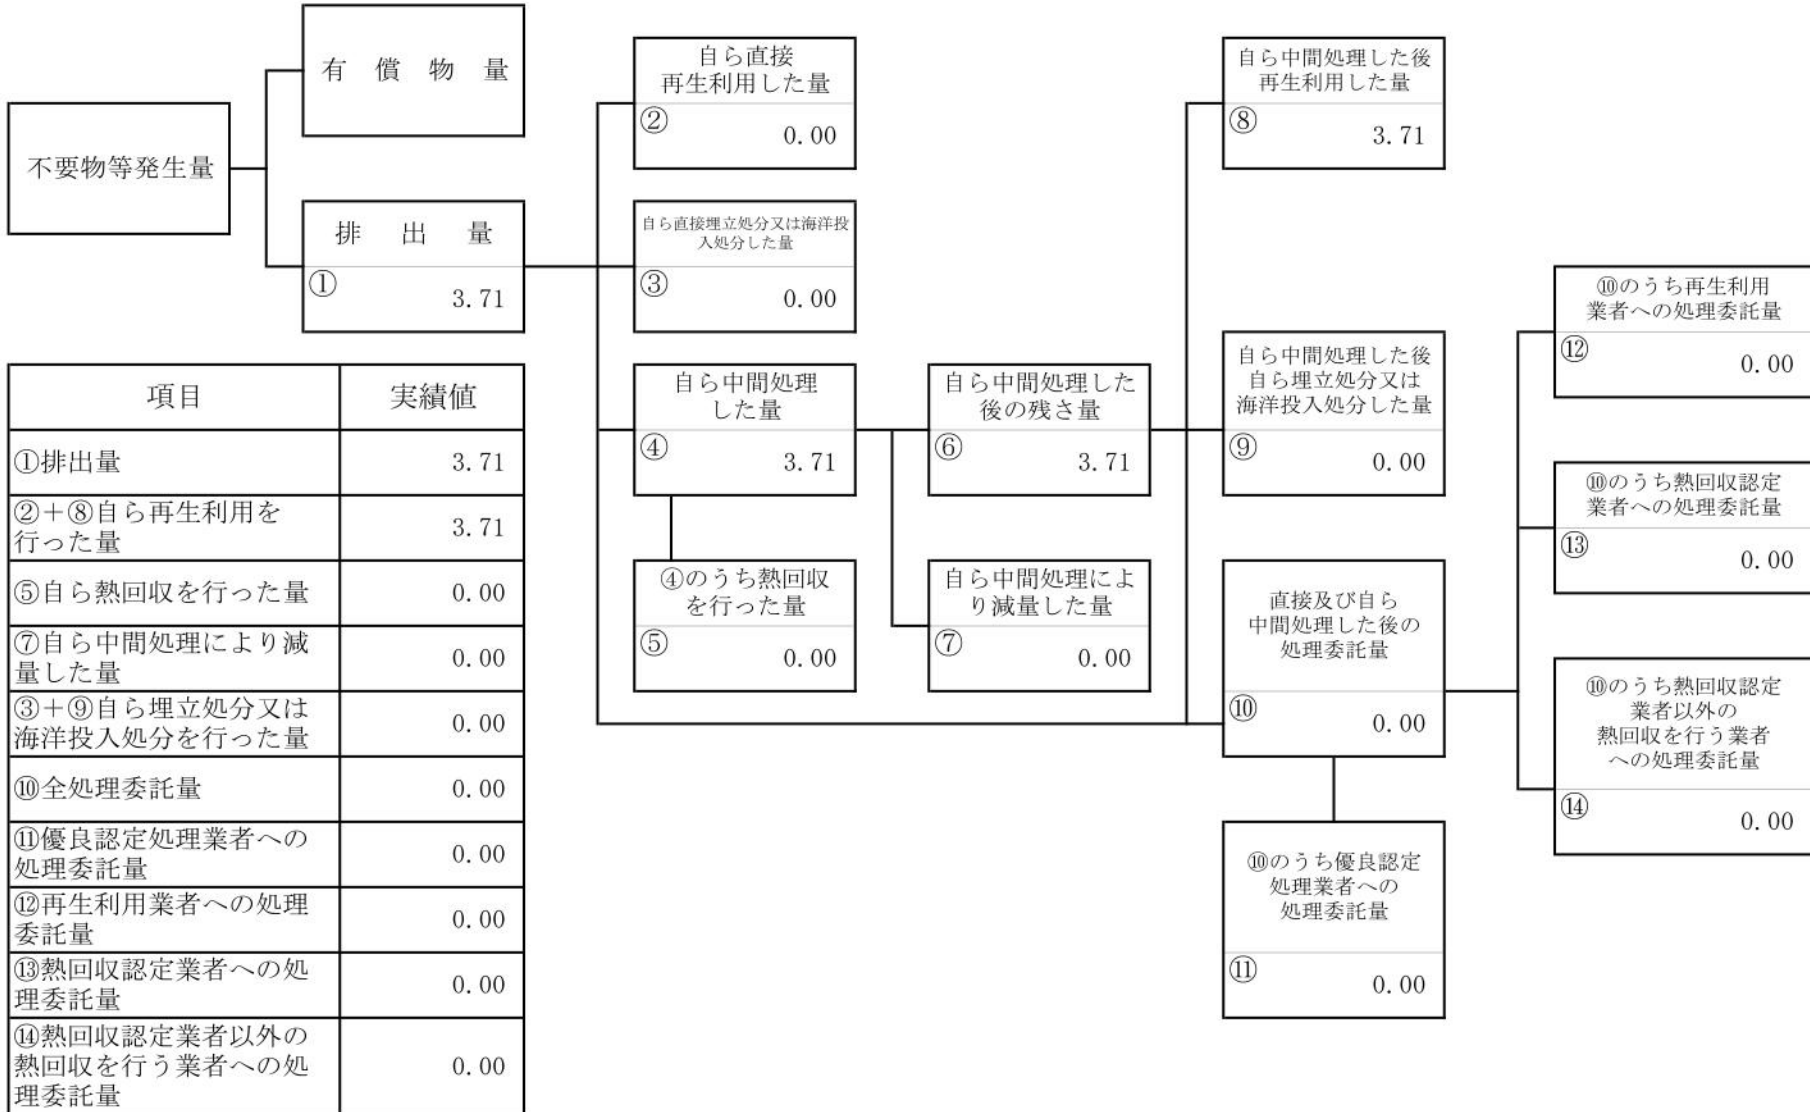 有償物量
不要物等発生量
排出量
①
3.71
自ら直接
再生利用した量
②
0.00
自ら直接埋立処分又は海洋投
入処分した量
③
0.00
自ら中間処理
した量
④
3.71
④のうち熱回収
を行った量
⑤
0.00
自ら中間処理した
後の残さ量
⑥
3.71
自ら中間処理によ
り減量した量
⑦
0.00
自ら中間処理した後
再生利用した量
⑧
3.71
自ら中間処理した後
自ら埋立処分又は
海洋投入処分した量
⑨
0.00
直接及び自ら
中間処理した後の
処理委託量
⑩
0.00
⑩のうち優良認定
処理業者への
処理委託量
⑪
0.00
⑩のうち再生利用
業者への処理委託量
⑫
0.00
⑩のうち熱回収認定
業者への処理委託量
⑬
0.00
⑩のうち熱回収認定
業者以外の
熱回収を行う業者
への処理委託量
⑭
0.00
項目 実績値
①排出量 3.71
②＋⑧自ら再生利用を
行った量 3.71
⑤自ら熱回収を行った量 0.00
⑦自ら中間処理により減
量した量 0.00
③＋⑨自ら埋立処分又は
海洋投入処分を行った量 0.00
⑩全処理委託量 0.00
⑪優良認定処理業者への
処理委託量 0.00
⑫再生利用業者への処理
委託量 0.00
⑬熱回収認定業者への処
理委託量 0.00
⑭熱回収認定業者以外の
熱回収を行う業者への処
理委託量 0.00